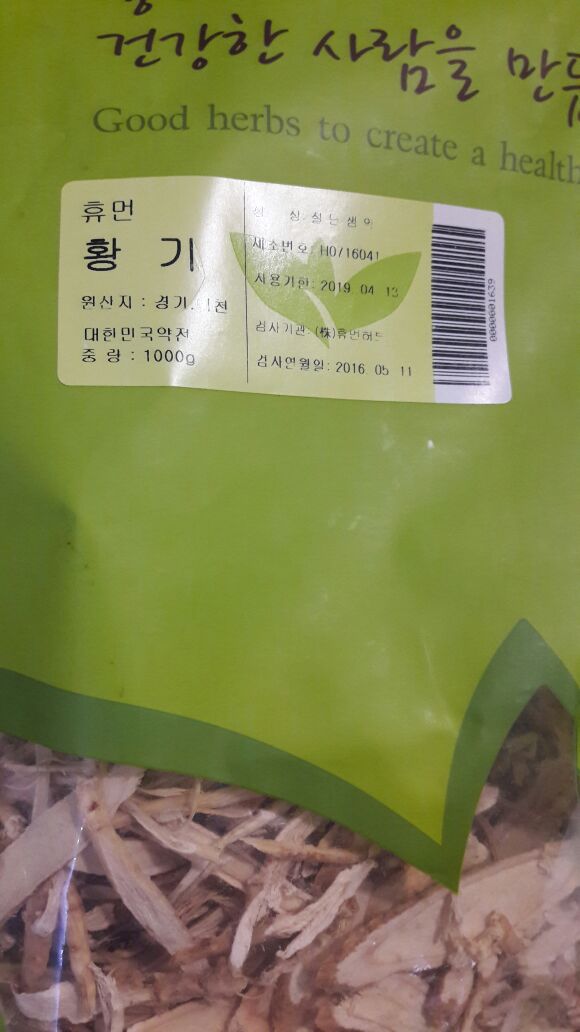 건강한 사람을
Good herbs to create a health
휴먼
황 기
원산지 : 경기
대한민국약전
중 량 : 1000g
제조번호: H0716041
사용기한: 2019. 04. 13
검사기관: (株)휴먼허브
검사연월일: 2016. 05. 11
0000001639